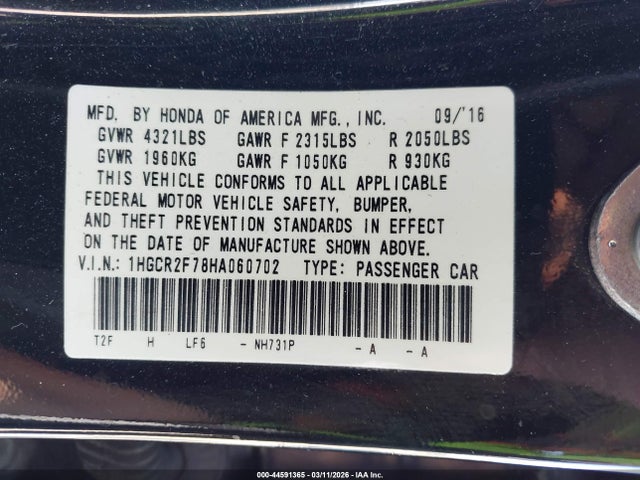 MFD. BY HONDA OF AMERICA MFG., INC. 09/'16
GVWR 4321LBS GAWR F 2315LBS R 2050LBS
GVWR 1960KG GAWR F 1050KG R 930KG
THIS VEHICLE CONFORMS TO ALL APPLICABLE
FEDERAL MOTOR VEHICLE SAFETY, BUMPER,
AND THEFT PREVENTION STANDARDS IN EFFECT
ON THE DATE OF MANUFACTURE SHOWN ABOVE.
V.I.N.: 1HGCR2F78HA060702 TYPE: PASSENGER CAR
T2F H LF6 - NH731P - A - A
000-44591365 - 03/11/2026 - IAA Inc.